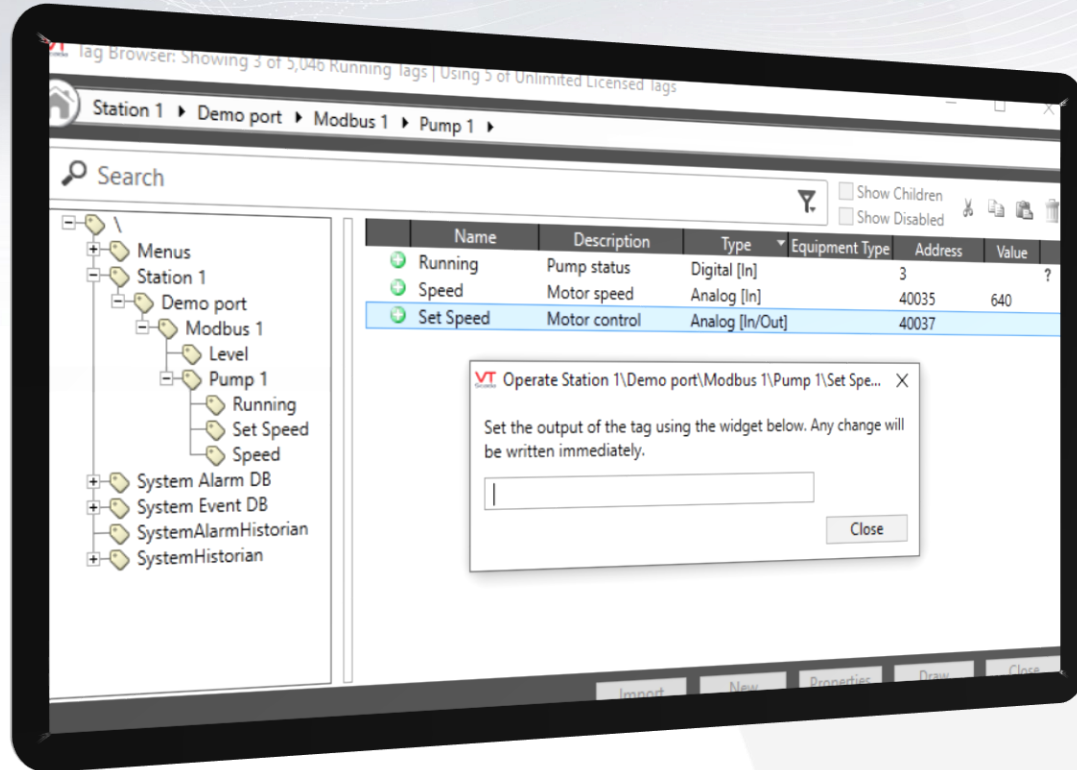 VT Scada Tag Browser: Showing 3 of 5,046 Running Tags | Using 5 of Unlimited Licensed Tags
Station 1 Demo port Modbus 1 Pump 1
Search
Show Children
Show Disabled
\
Menus
Station 1
Demo port
Modbus 1
Level
Pump 1
Running
Set Speed
Speed
System Alarm DB
System Event DB
SystemAlarmHistorian
SystemHistorian
Name Description Type Equipment Type Address Value
Running Pump status Digital [In] 3 ?
Speed Motor speed Analog [In] 40035 640
Set Speed Motor control Analog [In/Out] 40037
VT Scada Operate Station 1\Demo port\Modbus 1\Pump 1\Set Spe... X
Set the output of the tag using the widget below. Any change will
be written immediately.
Close
Import New Properties Draw Close